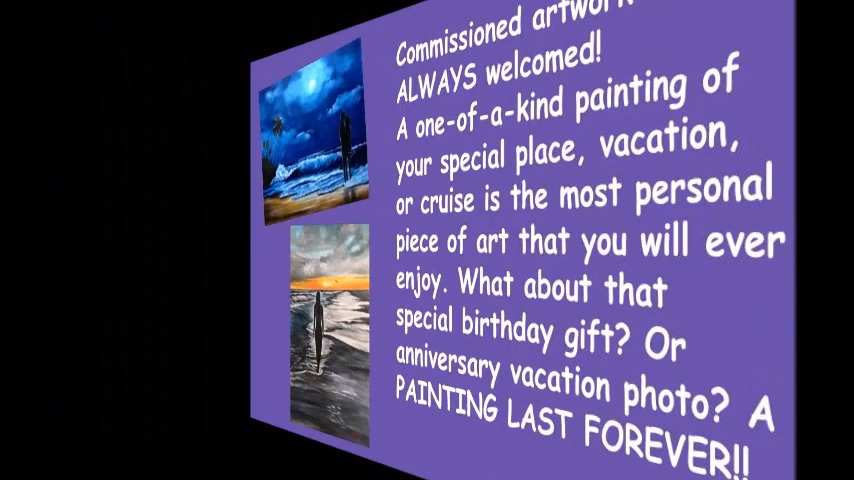 Commissioned artwork
ALWAYS welcomed!
A one-of-a-kind painting of
your special place, vacation,
or cruise is the most personal
piece of art that you will ever
enjoy. What about that
special birthday gift? Or
anniversary vacation photo? A
PAINTING LAST FOREVER!!